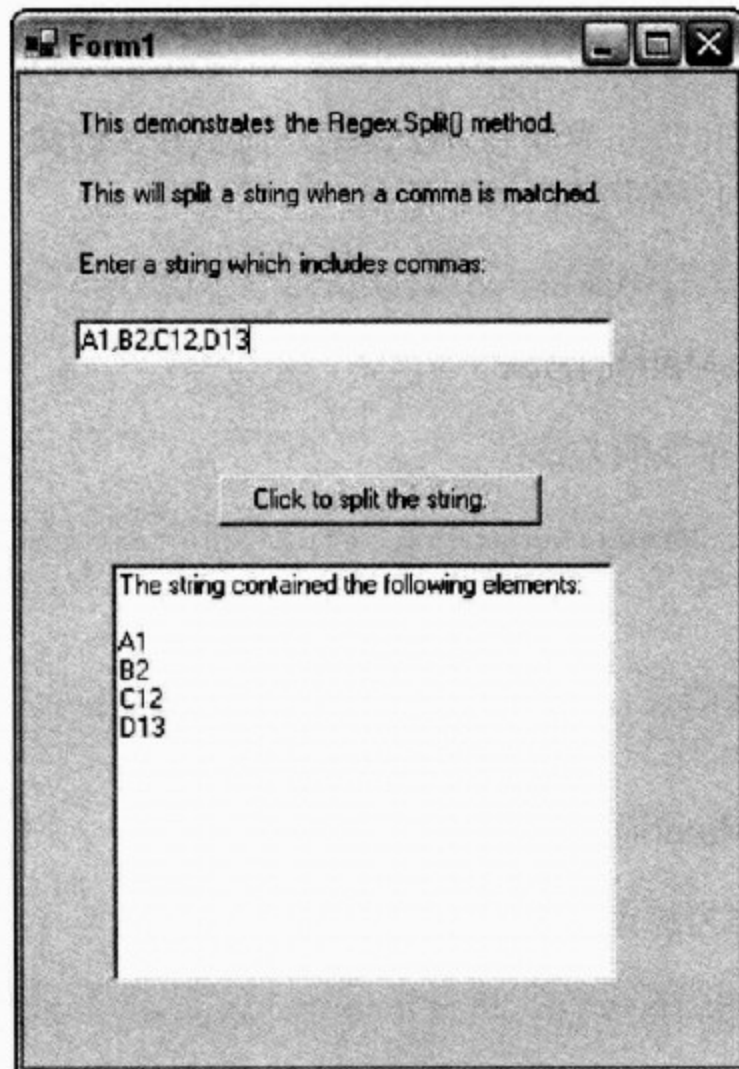 Form1
This demonstrates the Regex.Split() method.
This will split a string when a comma is matched.
Enter a string which includes commas:
A1,B2,C12,D13
Click to split the string.
The string contained the following elements:
A1
B2
C12
D13